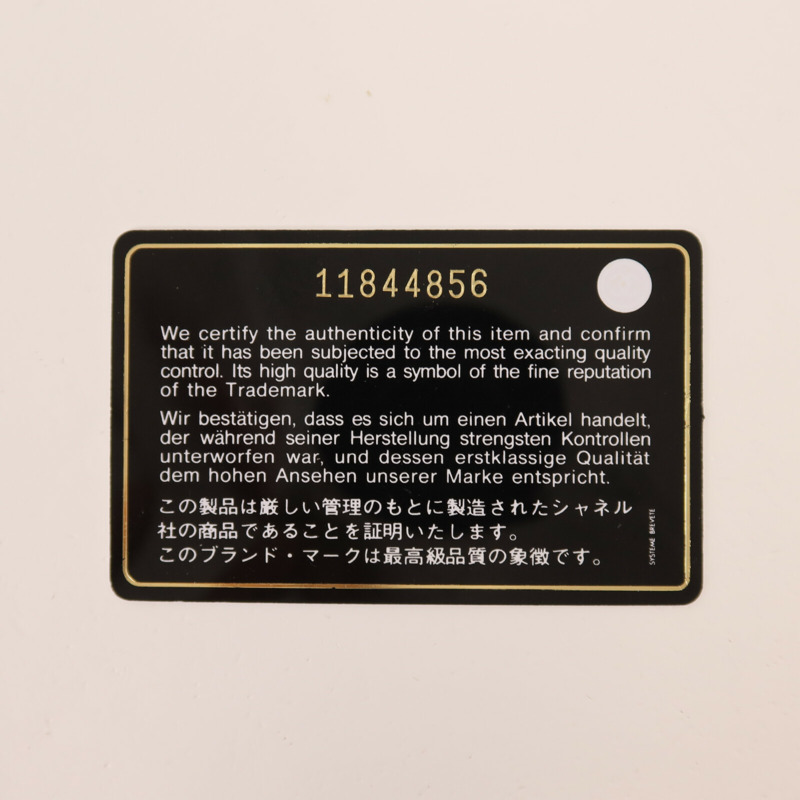 11844856
We certify the authenticity of this item and confirm
that it has been subjected to the most exacting quality
control. Its high quality is a symbol of the fine reputation
of the Trademark.
Wir bestätigen, dass es sich um einen Artikel handelt,
der während seiner Herstellung strengsten Kontrollen
unterworfen war, und dessen erstklassige Qualität
dem hohen Ansehen unserer Marke entspricht.
この製品は厳しい管理のもとに製造されたシャネル
社の商品であることを証明いたします。
このブランド・マークは最高級品質の象徴です。
SYSTEME BREVETE